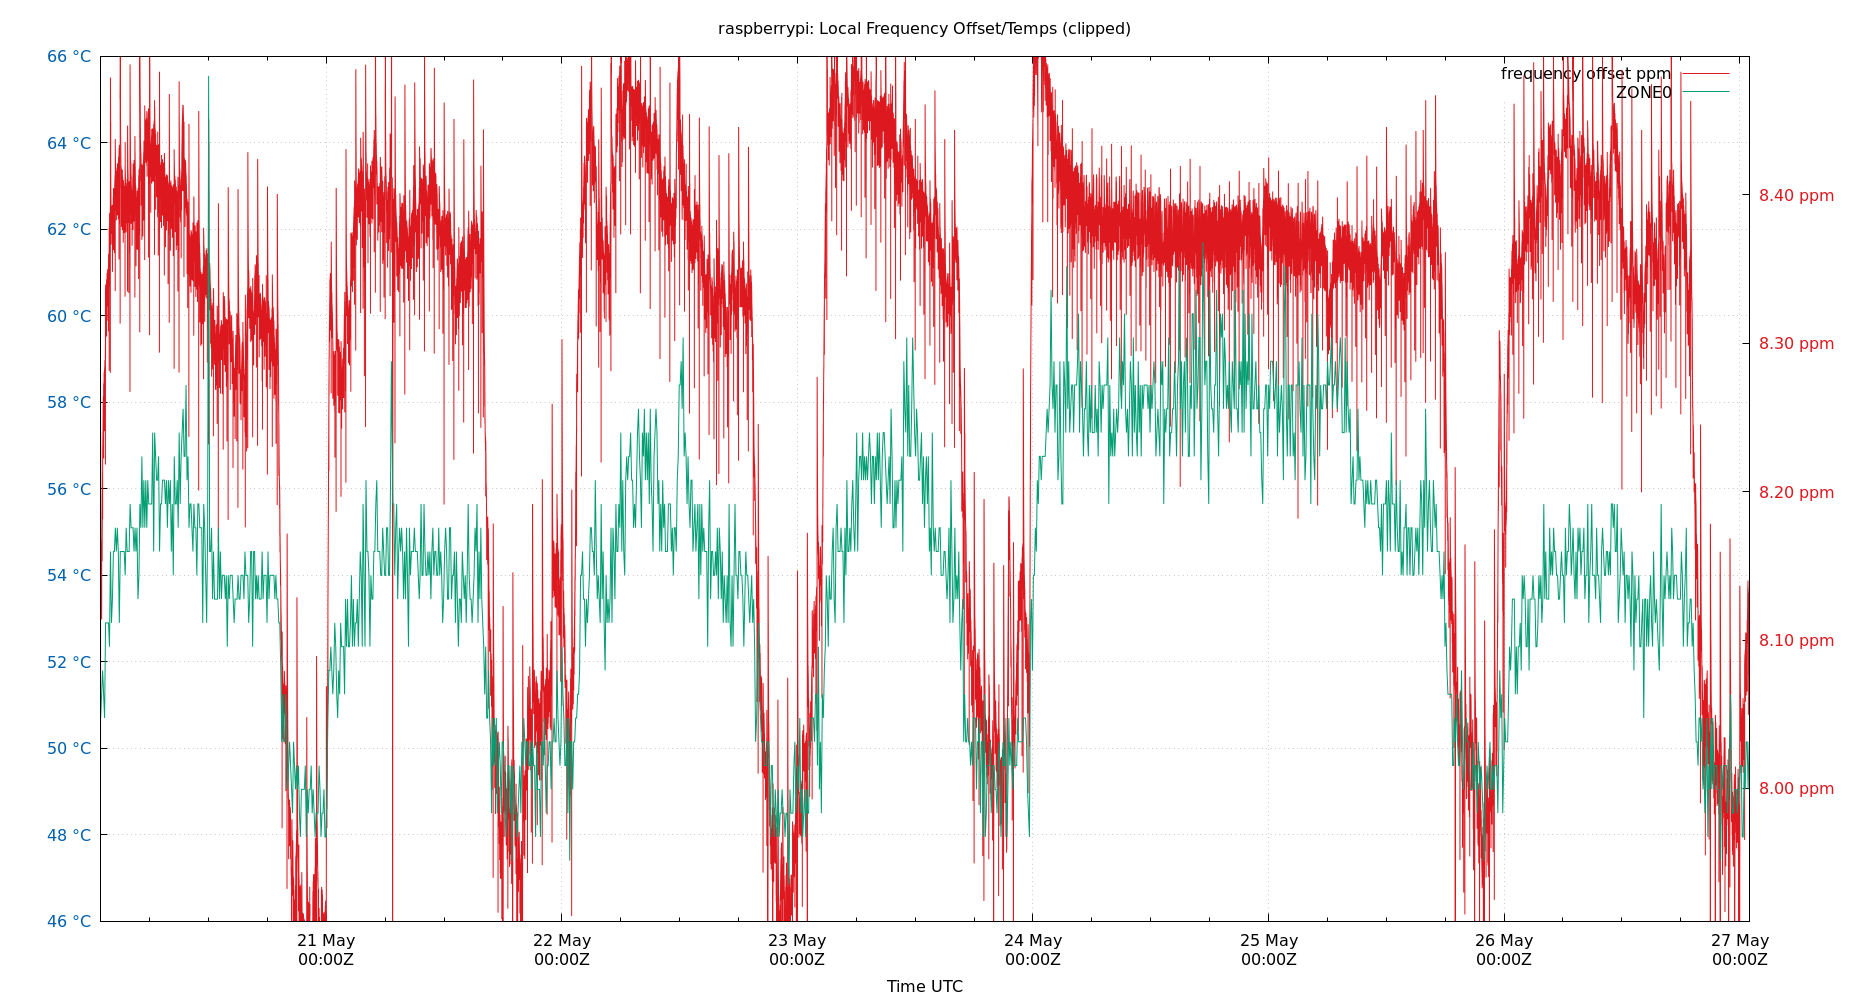 raspberrypi: Local Frequency Offset/Temps (clipped)
frequency offset ppm
ZONE0
66 °C
64 °C
62 °C
60 °C
58 °C
56 °C
54 °C
52 °C
50 °C
48 °C
46 °C
8.40 ppm
8.30 ppm
8.20 ppm
8.10 ppm
8.00 ppm
21 May
00:00Z
22 May
00:00Z
23 May
00:00Z
24 May
00:00Z
25 May
00:00Z
26 May
00:00Z
27 May
00:00Z
Time UTC